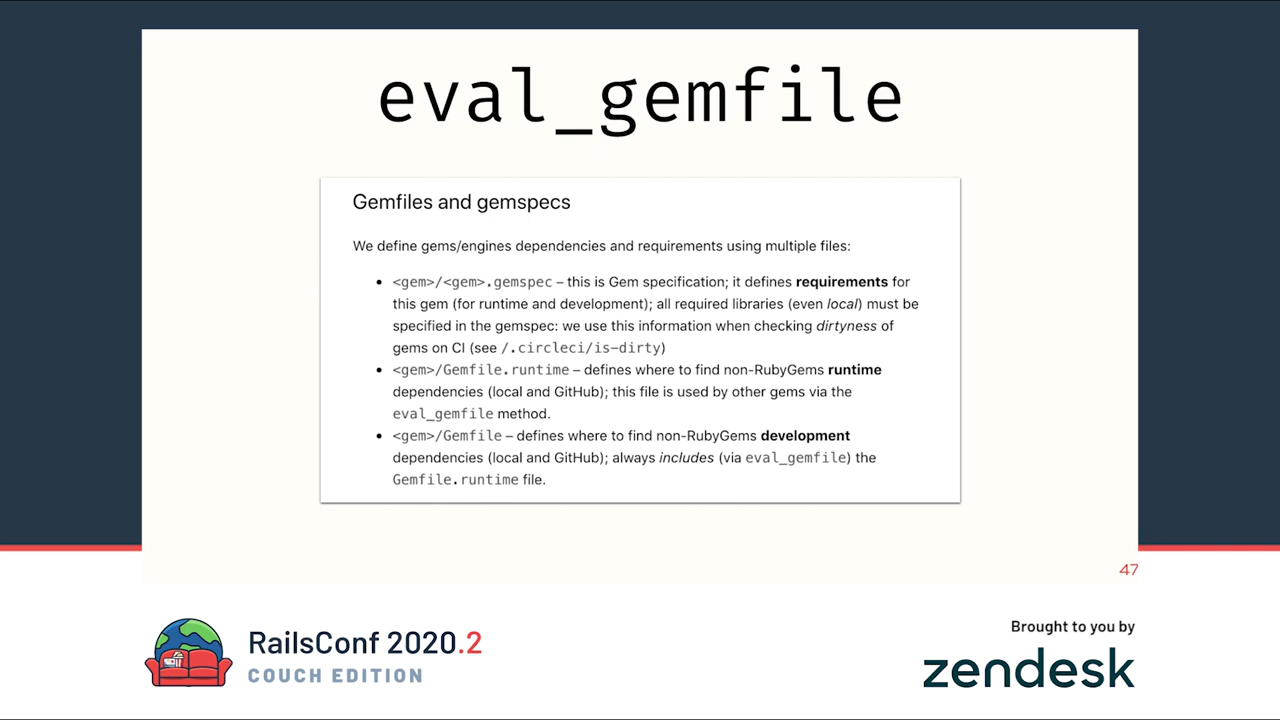 eval_gemfile
Gemfiles and gemspecs
We define gems/engines dependencies and requirements using multiple files:
• <gem>/<gem>.gemspec – this is Gem specification; it defines requirements for
this gem (for runtime and development); all required libraries (even local) must be
specified in the gemspec: we use this information when checking dirtyness of
gems on CI (see /.circleci/is-dirty)
• <gem>/Gemfile.runtime – defines where to find non-RubyGems runtime
dependencies (local and GitHub); this file is used by other gems via the
eval_gemfile method.
• <gem>/Gemfile – defines where to find non-RubyGems development
dependencies (local and GitHub); always includes (via eval_gemfile) the
Gemfile.runtime file.
47
RailsConf 2020.2
COUCH EDITION
Brought to you by
zendesk